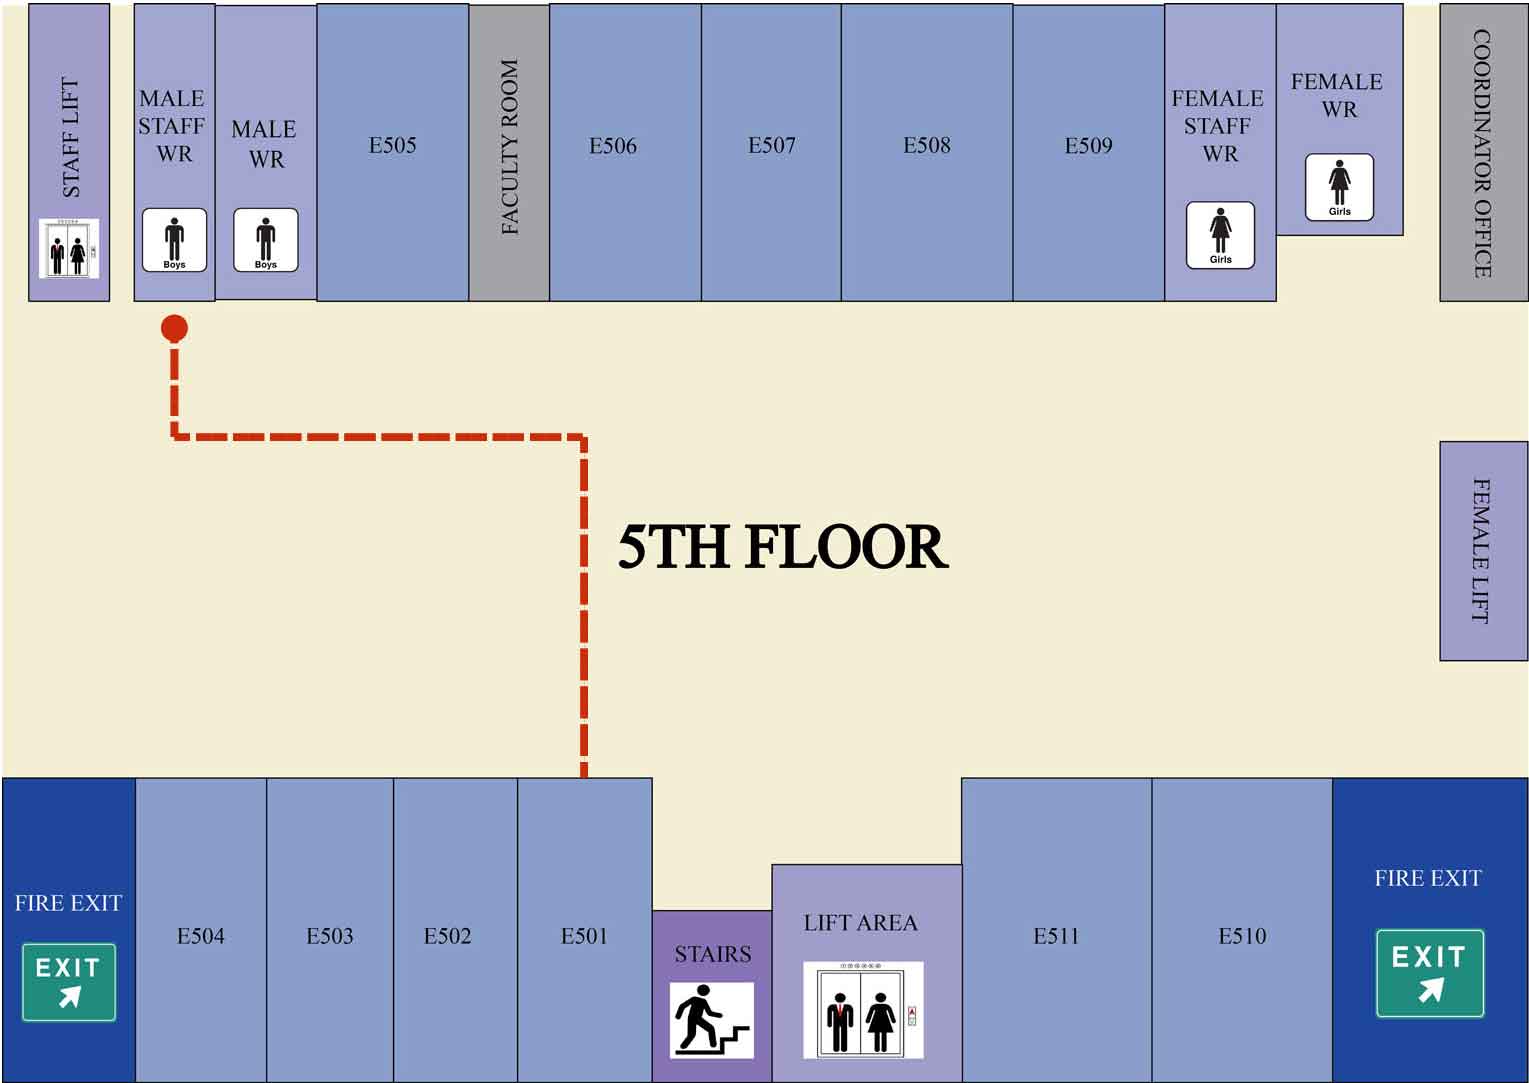 STAFF LIFT
MALE
STAFF
WR
Boys
MALE
WR
Boys
E505
FACULTY ROOM
E506
E507
E508
E509
FEMALE
STAFF
WR
Girls
FEMALE
WR
Girls
COORDINATOR OFFICE
5TH FLOOR
FEMALE LIFT
FIRE EXIT
EXIT
E504
E503
E502
E501
STAIRS
LIFT AREA
E511
E510
FIRE EXIT
EXIT